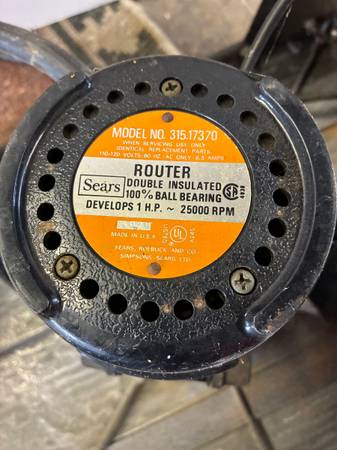 MODEL NO. 315.17370
WHEN SERVICING USE ONLY
IDENTICAL REPLACEMENT PARTS
110-120 VOLTS 60 HZ AC ONLY 6.5 AMPS
ROUTER
Sears
DOUBLE INSULATED
100% BALL BEARING
DEVELOPS 1 H.P. ~ 25000 RPM
MADE IN U.S.A.
UL
SEARS, ROEBUCK AND CO.
SIMPSONS-SEARS LTD.